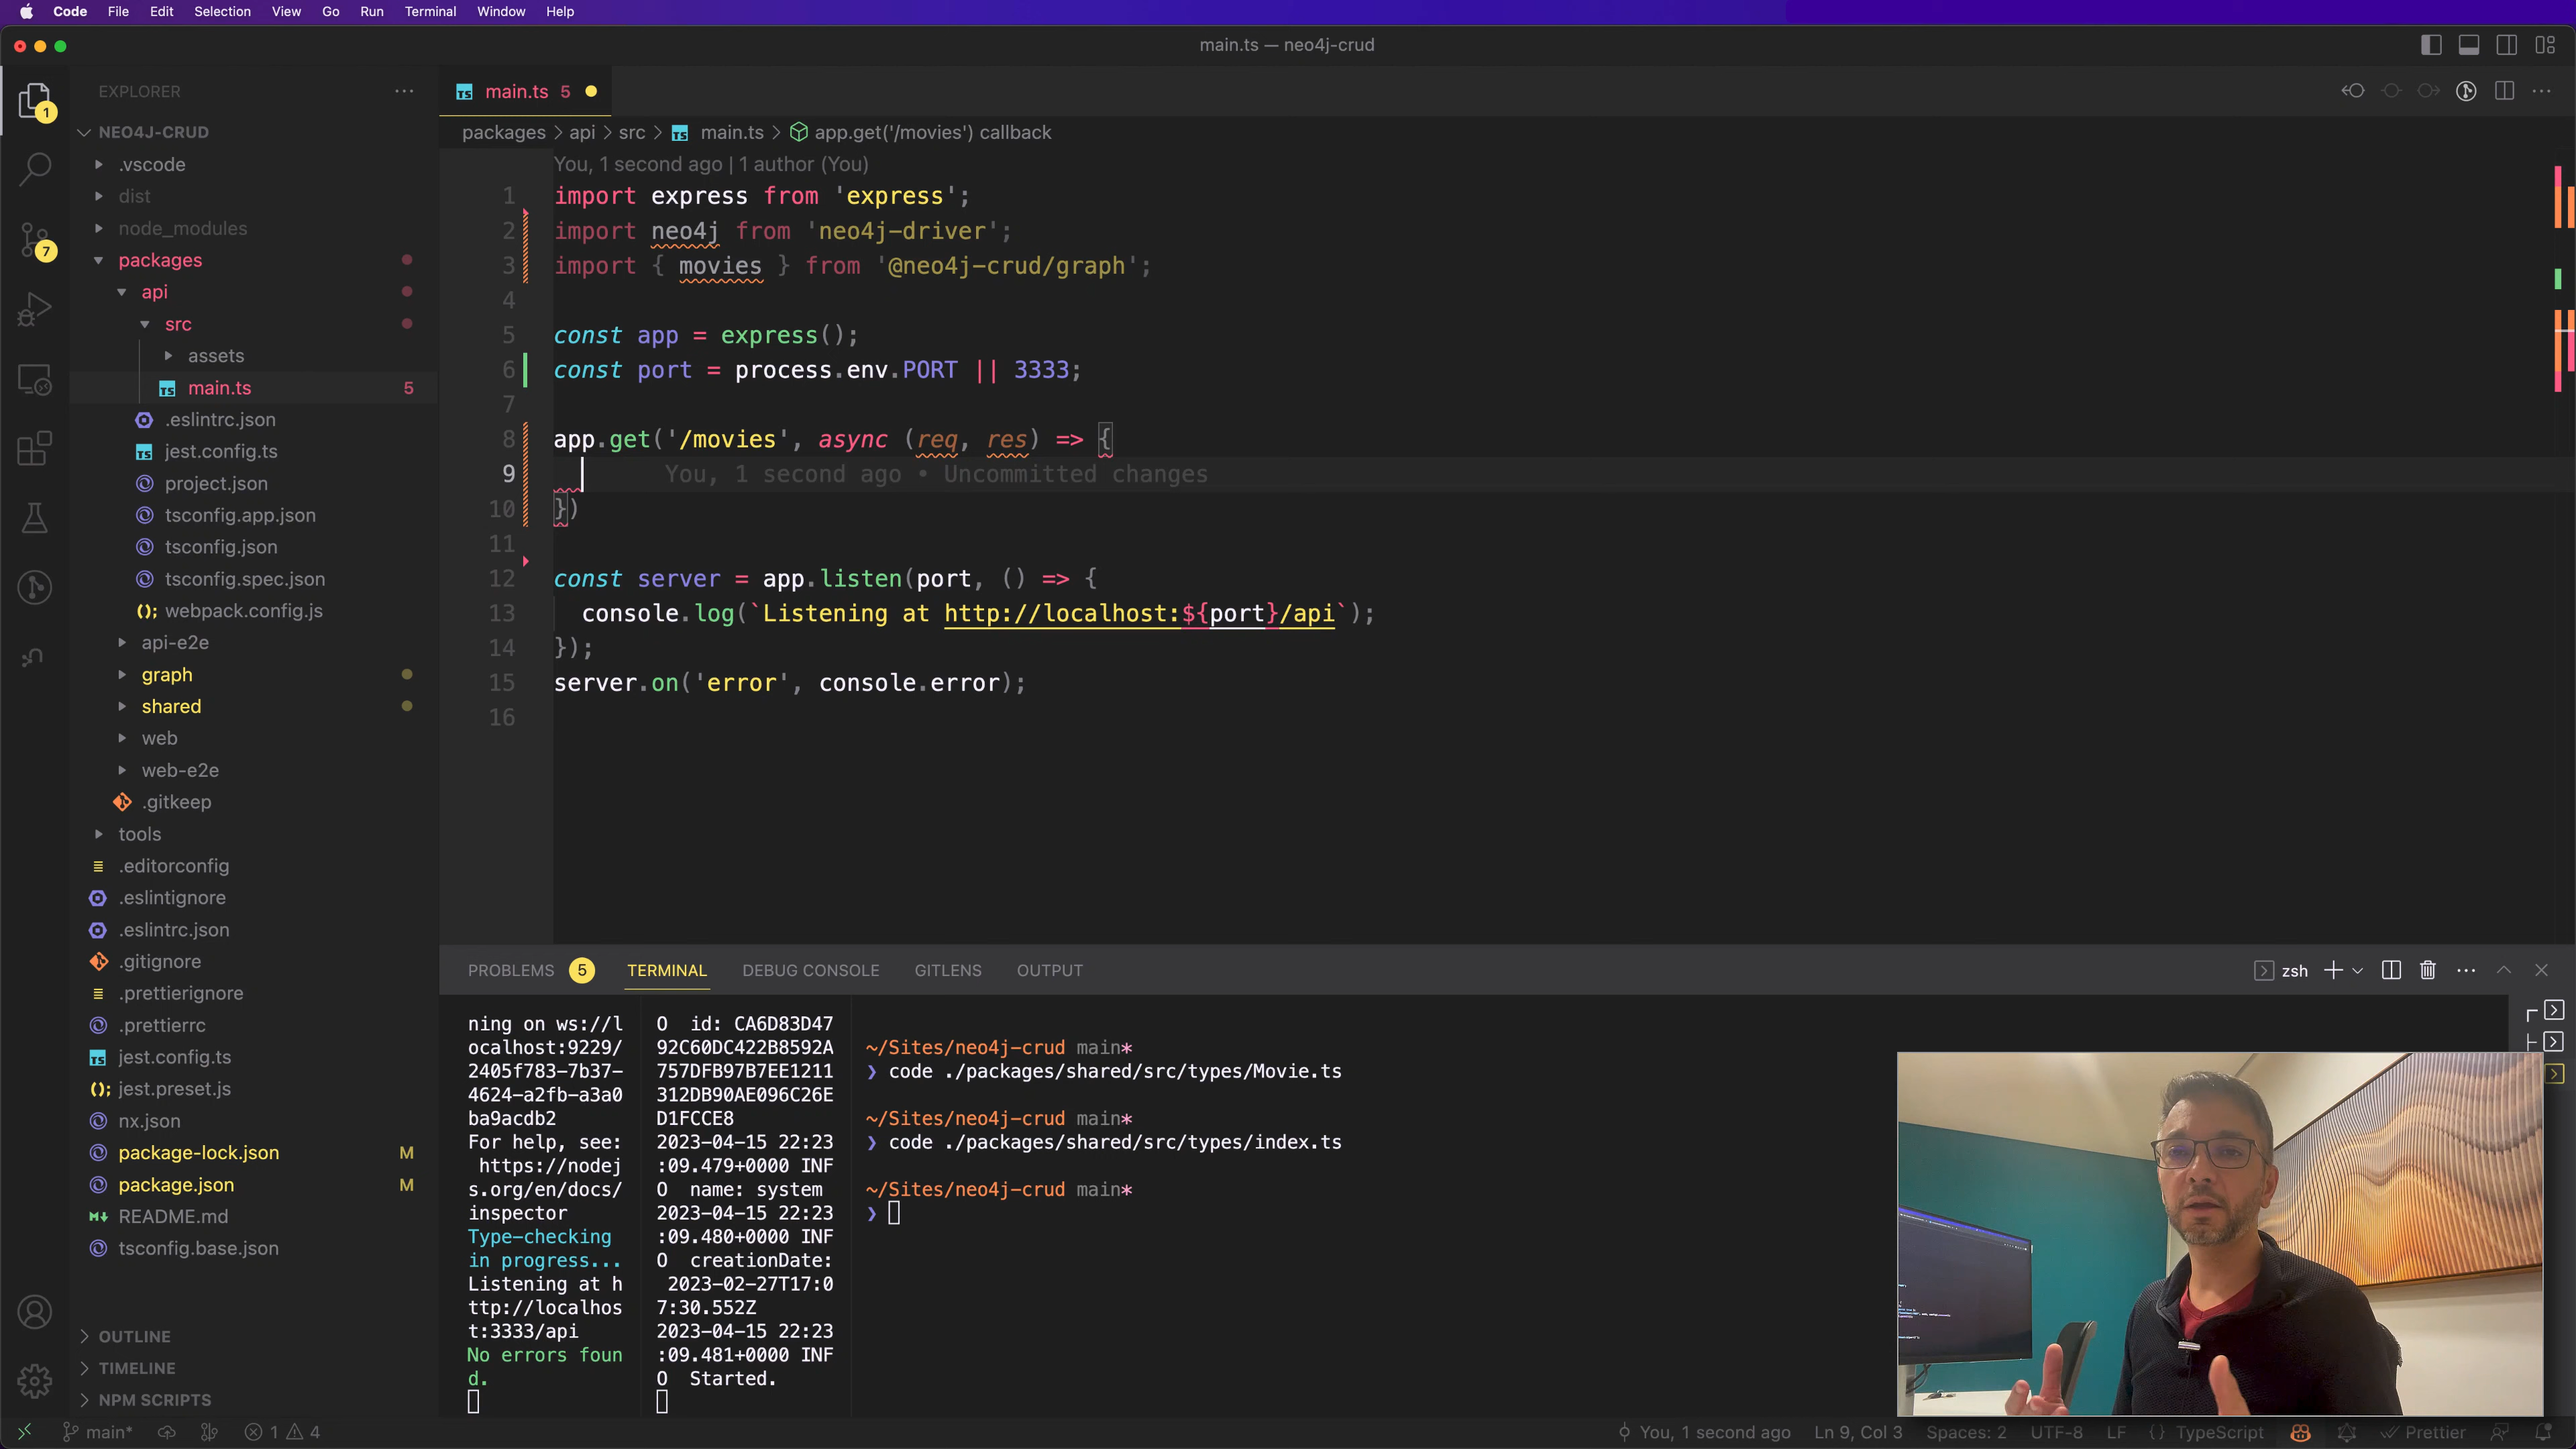 Code File Edit Selection View Go Run Terminal Window Help
main.ts — neo4j-crud
EXPLORER
NEO4J-CRUD
.vscode
dist
node_modules
packages
api
src
assets
main.ts 5
.eslintrc.json
jest.config.ts
project.json
tsconfig.app.json
tsconfig.json
tsconfig.spec.json
webpack.config.js
api-e2e
graph
shared
web
web-e2e
.gitkeep
tools
.editorconfig
.eslintignore
.eslintrc.json
.gitignore
.prettierignore
.prettierrc
jest.config.ts
jest.preset.js
nx.json
package-lock.json M
package.json M
README.md
tsconfig.base.json
OUTLINE
TIMELINE
NPM SCRIPTS
1
7
TS main.ts 5
packages > api > src > TS main.ts > app.get('/movies') callback
You, 1 second ago | 1 author (You)
1 import express from 'express';
2 import neo4j from 'neo4j-driver';
3 import { movies } from '@neo4j-crud/graph';
4
5 const app = express();
6 const port = process.env.PORT || 3333;
7
8 app.get('/movies', async (req, res) => {
9 You, 1 second ago • Uncommitted changes
10 })
11
12 const server = app.listen(port, () => {
13 console.log(`Listening at http://localhost:${port}/api`);
14 });
15 server.on('error', console.error);
16
PROBLEMS 5 TERMINAL DEBUG CONSOLE GITLENS OUTPUT
zsh
ning on ws://l
ocalhost:9229/
2405f783-7b37-
4624-a2fb-a3a0
ba9acdb2
For help, see:
https://nodej
s.org/en/docs/
inspector
Type-checking
in progress...
Listening at h
ttp://localhos
t:3333/api
No errors foun
d.
O id: CA6D83D47
92C60DC422B8592A
757DFB97B7EE1211
312DB90AE096C26E
D1FCCE8
2023-04-15 22:23
:09.479+0000 INF
O name: system
2023-04-15 22:23
:09.480+0000 INF
O creationDate:
2023-02-27T17:0
7:30.552Z
2023-04-15 22:23
:09.481+0000 INF
O Started.
~/Sites/neo4j-crud main*
❯ code ./packages/shared/src/types/Movie.ts
~/Sites/neo4j-crud main*
❯ code ./packages/shared/src/types/index.ts
~/Sites/neo4j-crud main*
❯
main* 1 4 You, 1 second ago Ln 9, Col 3 Spaces: 2 UTF-8 LF {} TypeScript Prettier